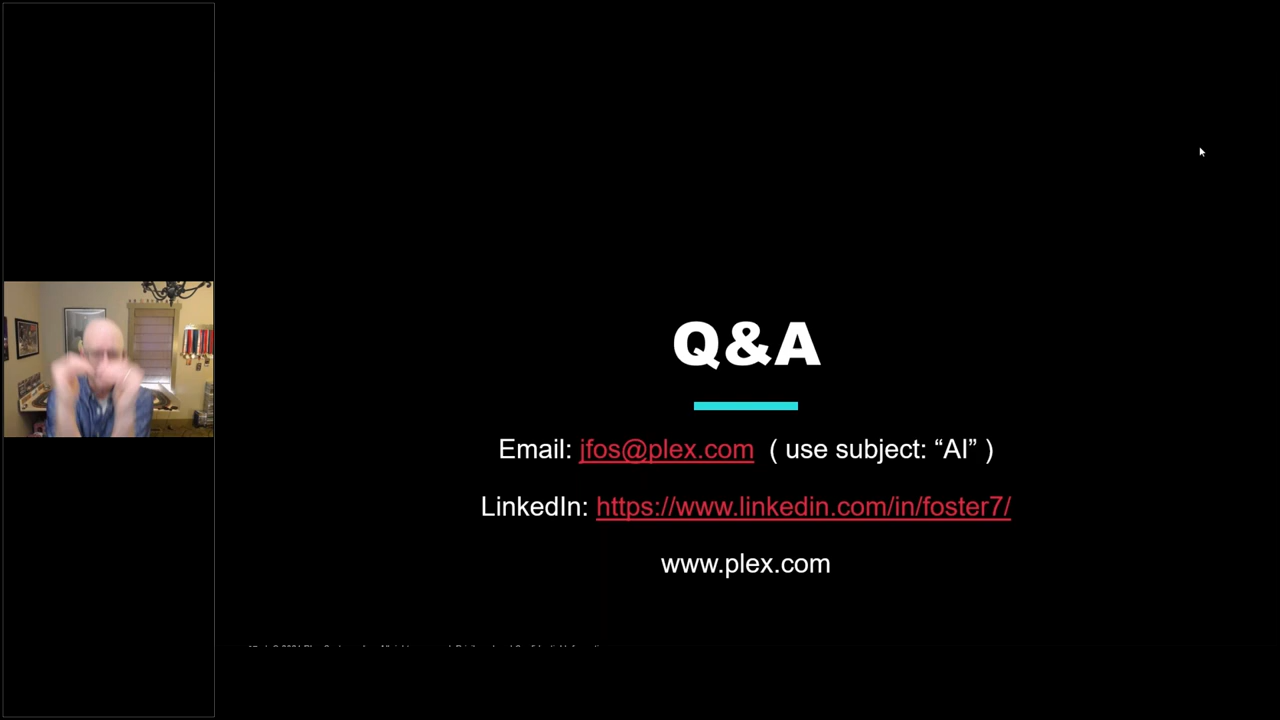 Q&A
Email: jfos@plex.com ( use subject: “AI” )
LinkedIn: https://www.linkedin.com/in/foster7/
www.plex.com